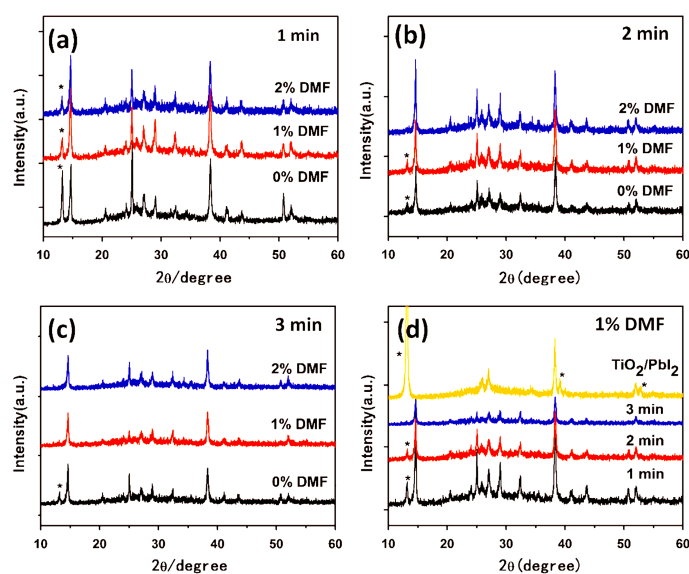 (a) 1 min
*
2% DMF
*
1% DMF
*
0% DMF
Intensity(a.u.)
10 20 30 40 50 60
2θ/degree
(b) 2 min
2% DMF
*
1% DMF
*
0% DMF
Intensity(a.u.)
10 20 30 40 50 60
2θ(degree)
(c) 3 min
2% DMF
1% DMF
*
0% DMF
Intensity(a.u.)
10 20 30 40 50 60
2θ/degree
(d) 1% DMF
*
TiO2/PbI2
* *
3 min
*
2 min
*
1 min
Intensity(a.u.)
10 20 30 40 50 60
2θ(degree)